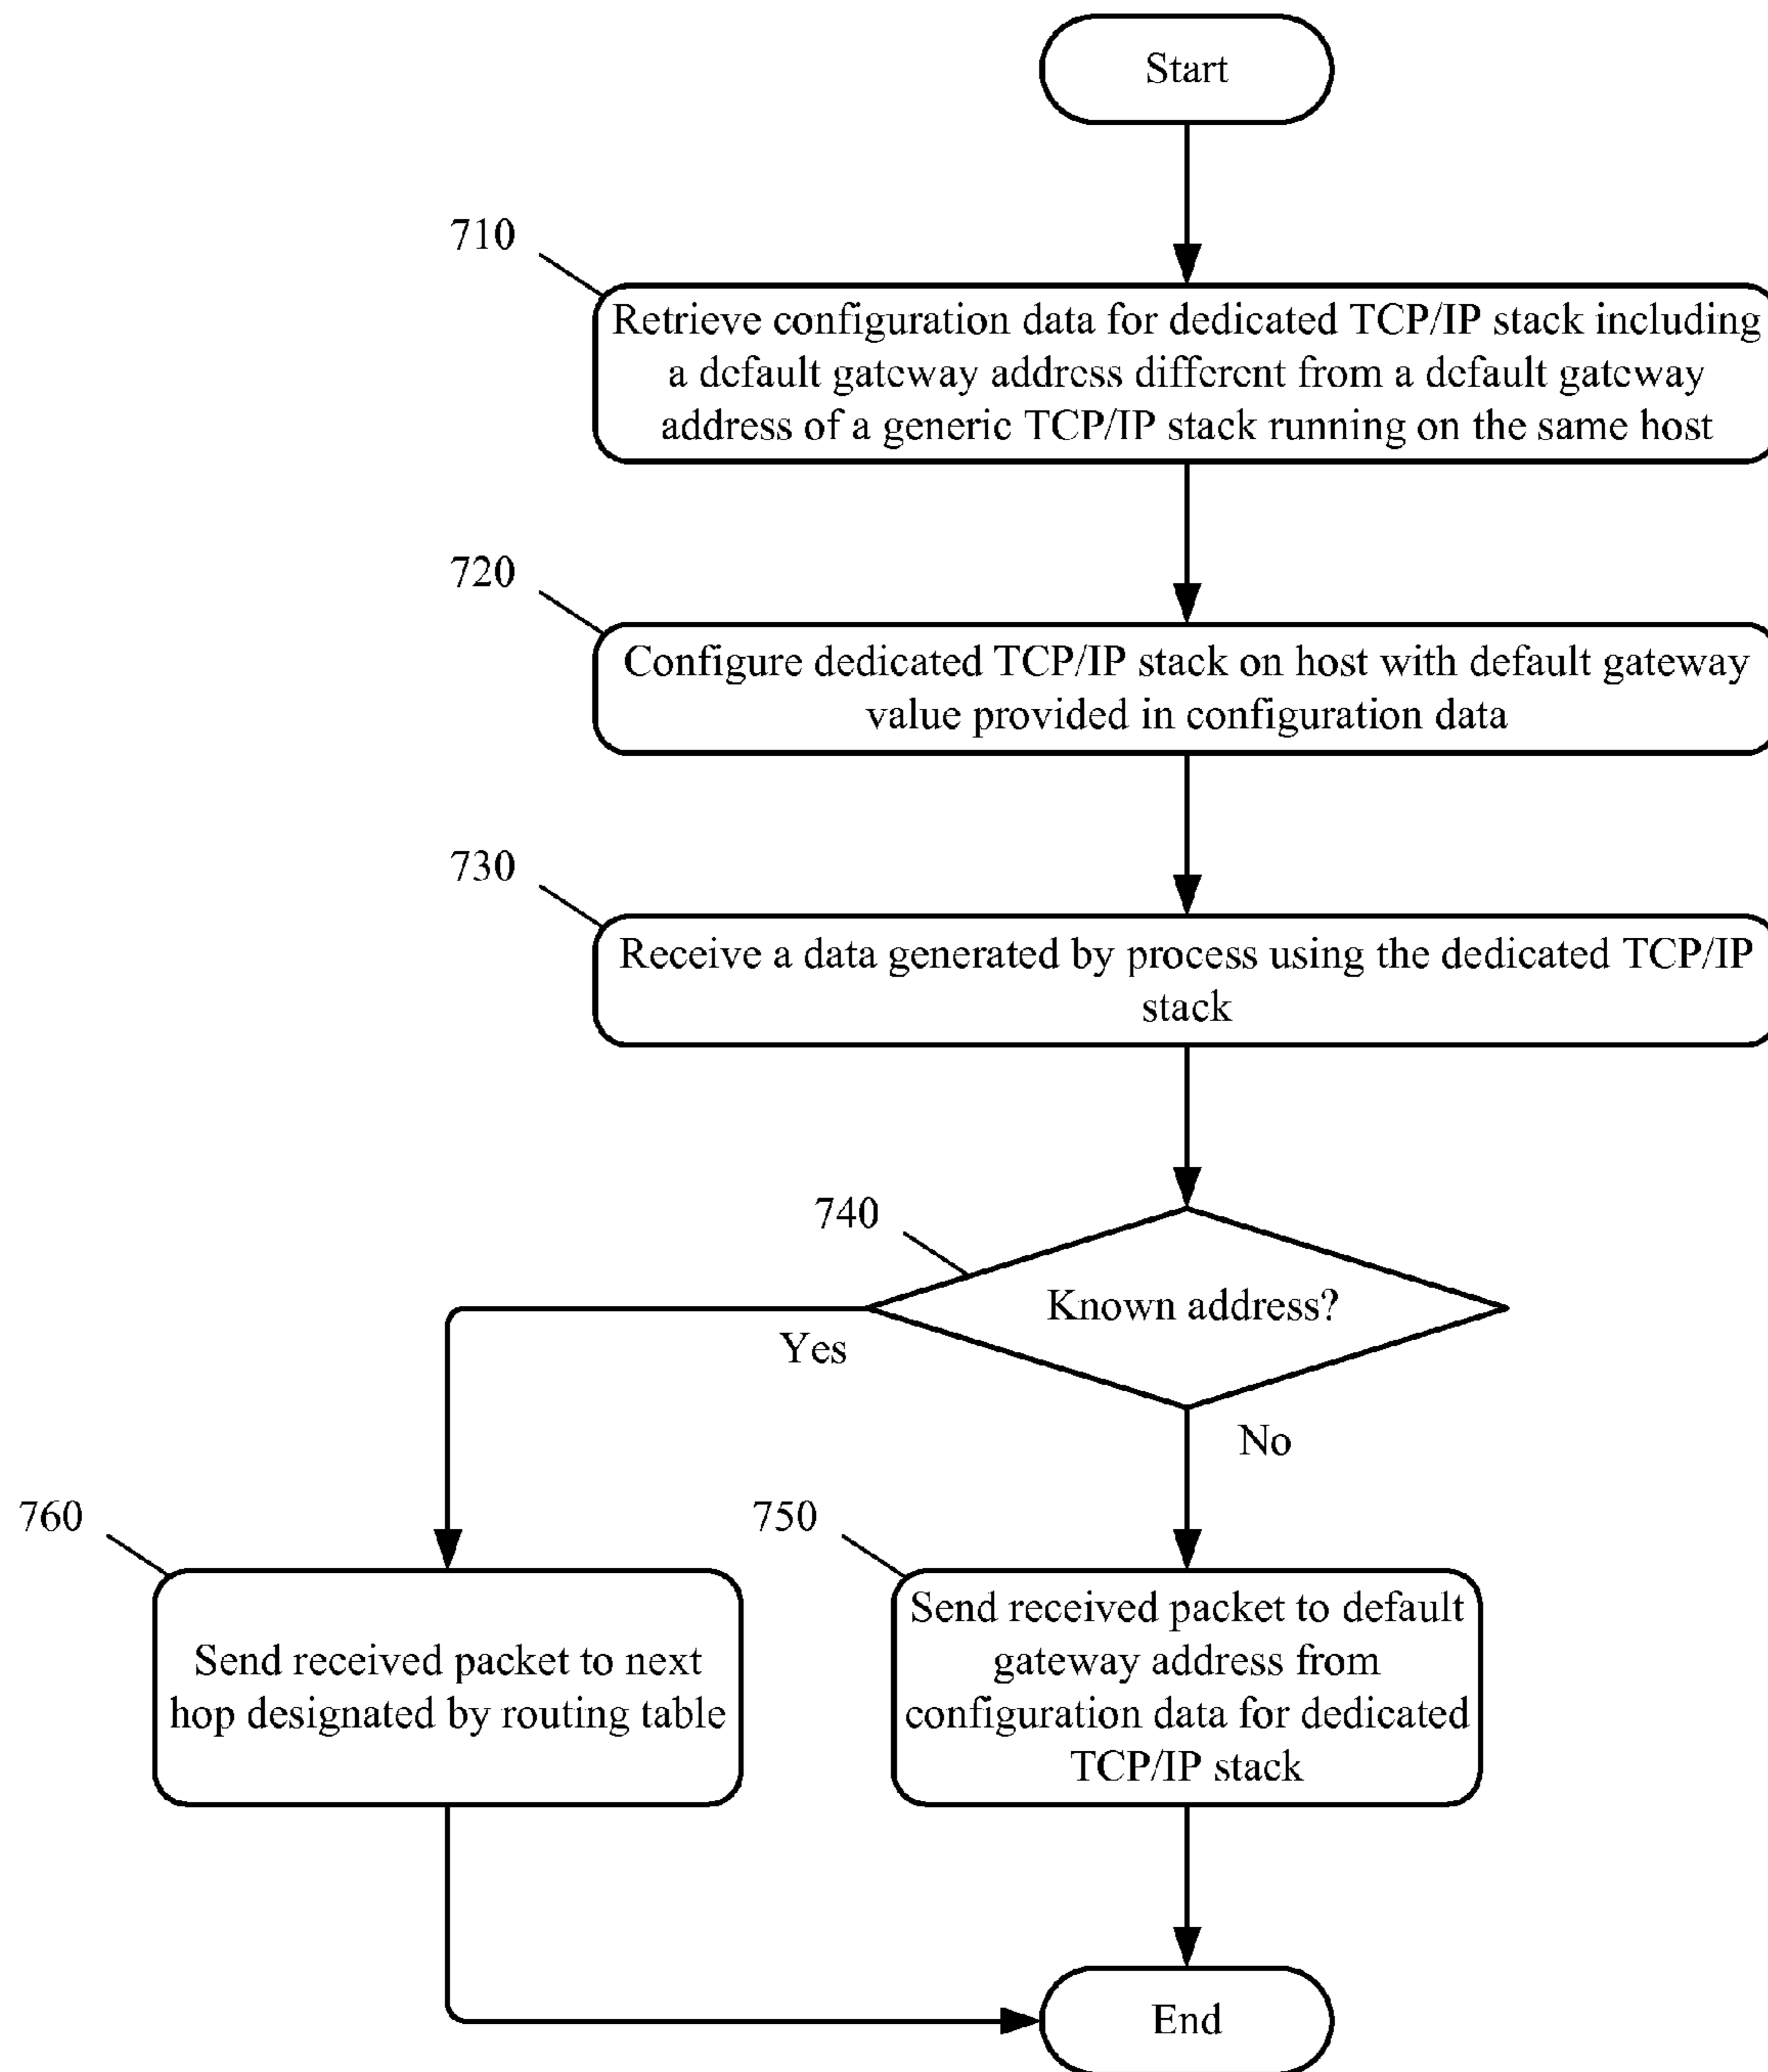 Start
710
Retrieve configuration data for dedicated TCP/IP stack including
a default gateway address different from a default gateway
address of a generic TCP/IP stack running on the same host
720
Configure dedicated TCP/IP stack on host with default gateway
value provided in configuration data
730
Receive a data generated by process using the dedicated TCP/IP
stack
740
Known address?
Yes
No
760
Send received packet to next
hop designated by routing table
750
Send received packet to default
gateway address from
configuration data for dedicated
TCP/IP stack
End